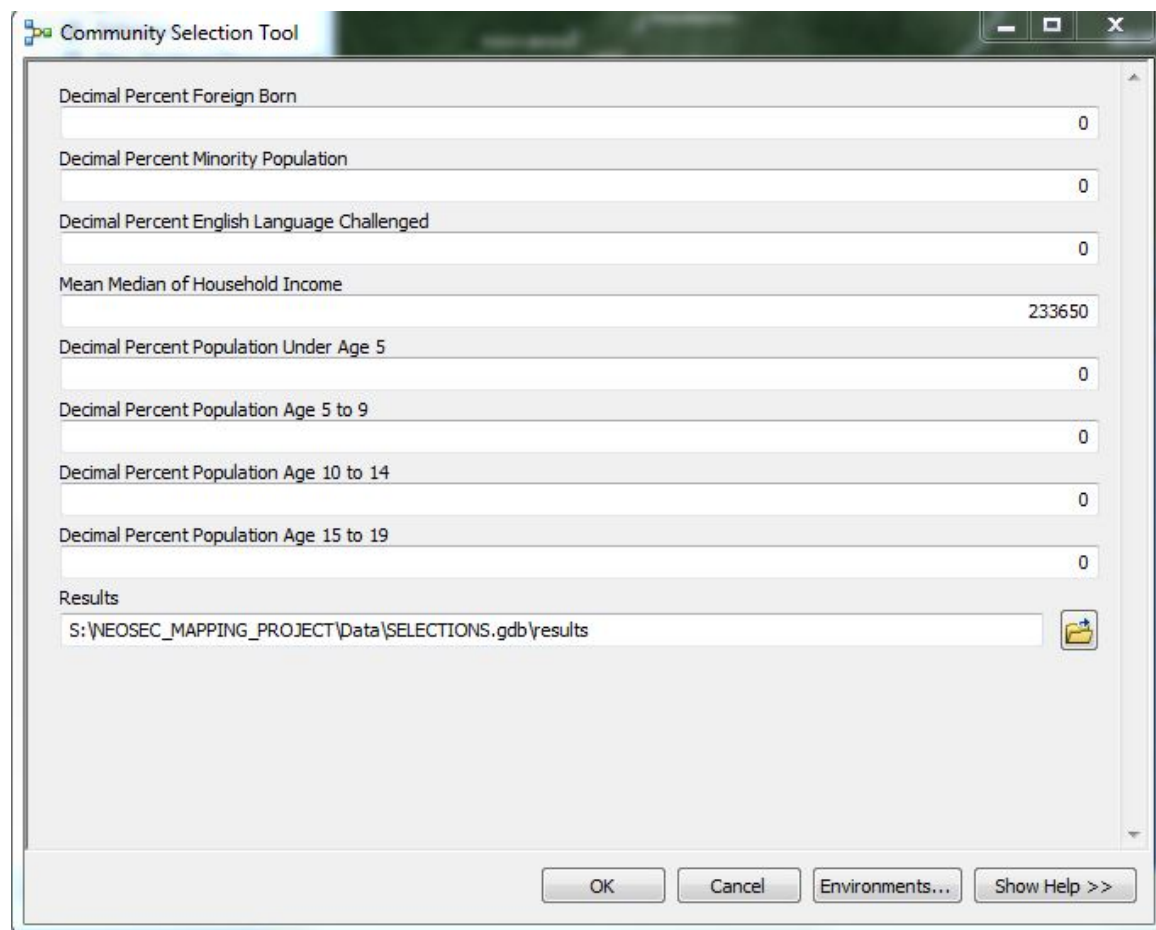 Community Selection Tool
Decimal Percent Foreign Born
0
Decimal Percent Minority Population
0
Decimal Percent English Language Challenged
0
Mean Median of Household Income
233650
Decimal Percent Population Under Age 5
0
Decimal Percent Population Age 5 to 9
0
Decimal Percent Population Age 10 to 14
0
Decimal Percent Population Age 15 to 19
0
Results
S:\NEOSEC_MAPPING_PROJECT\Data\SELECTIONS.gdb\results
OK Cancel Environments... Show Help >>